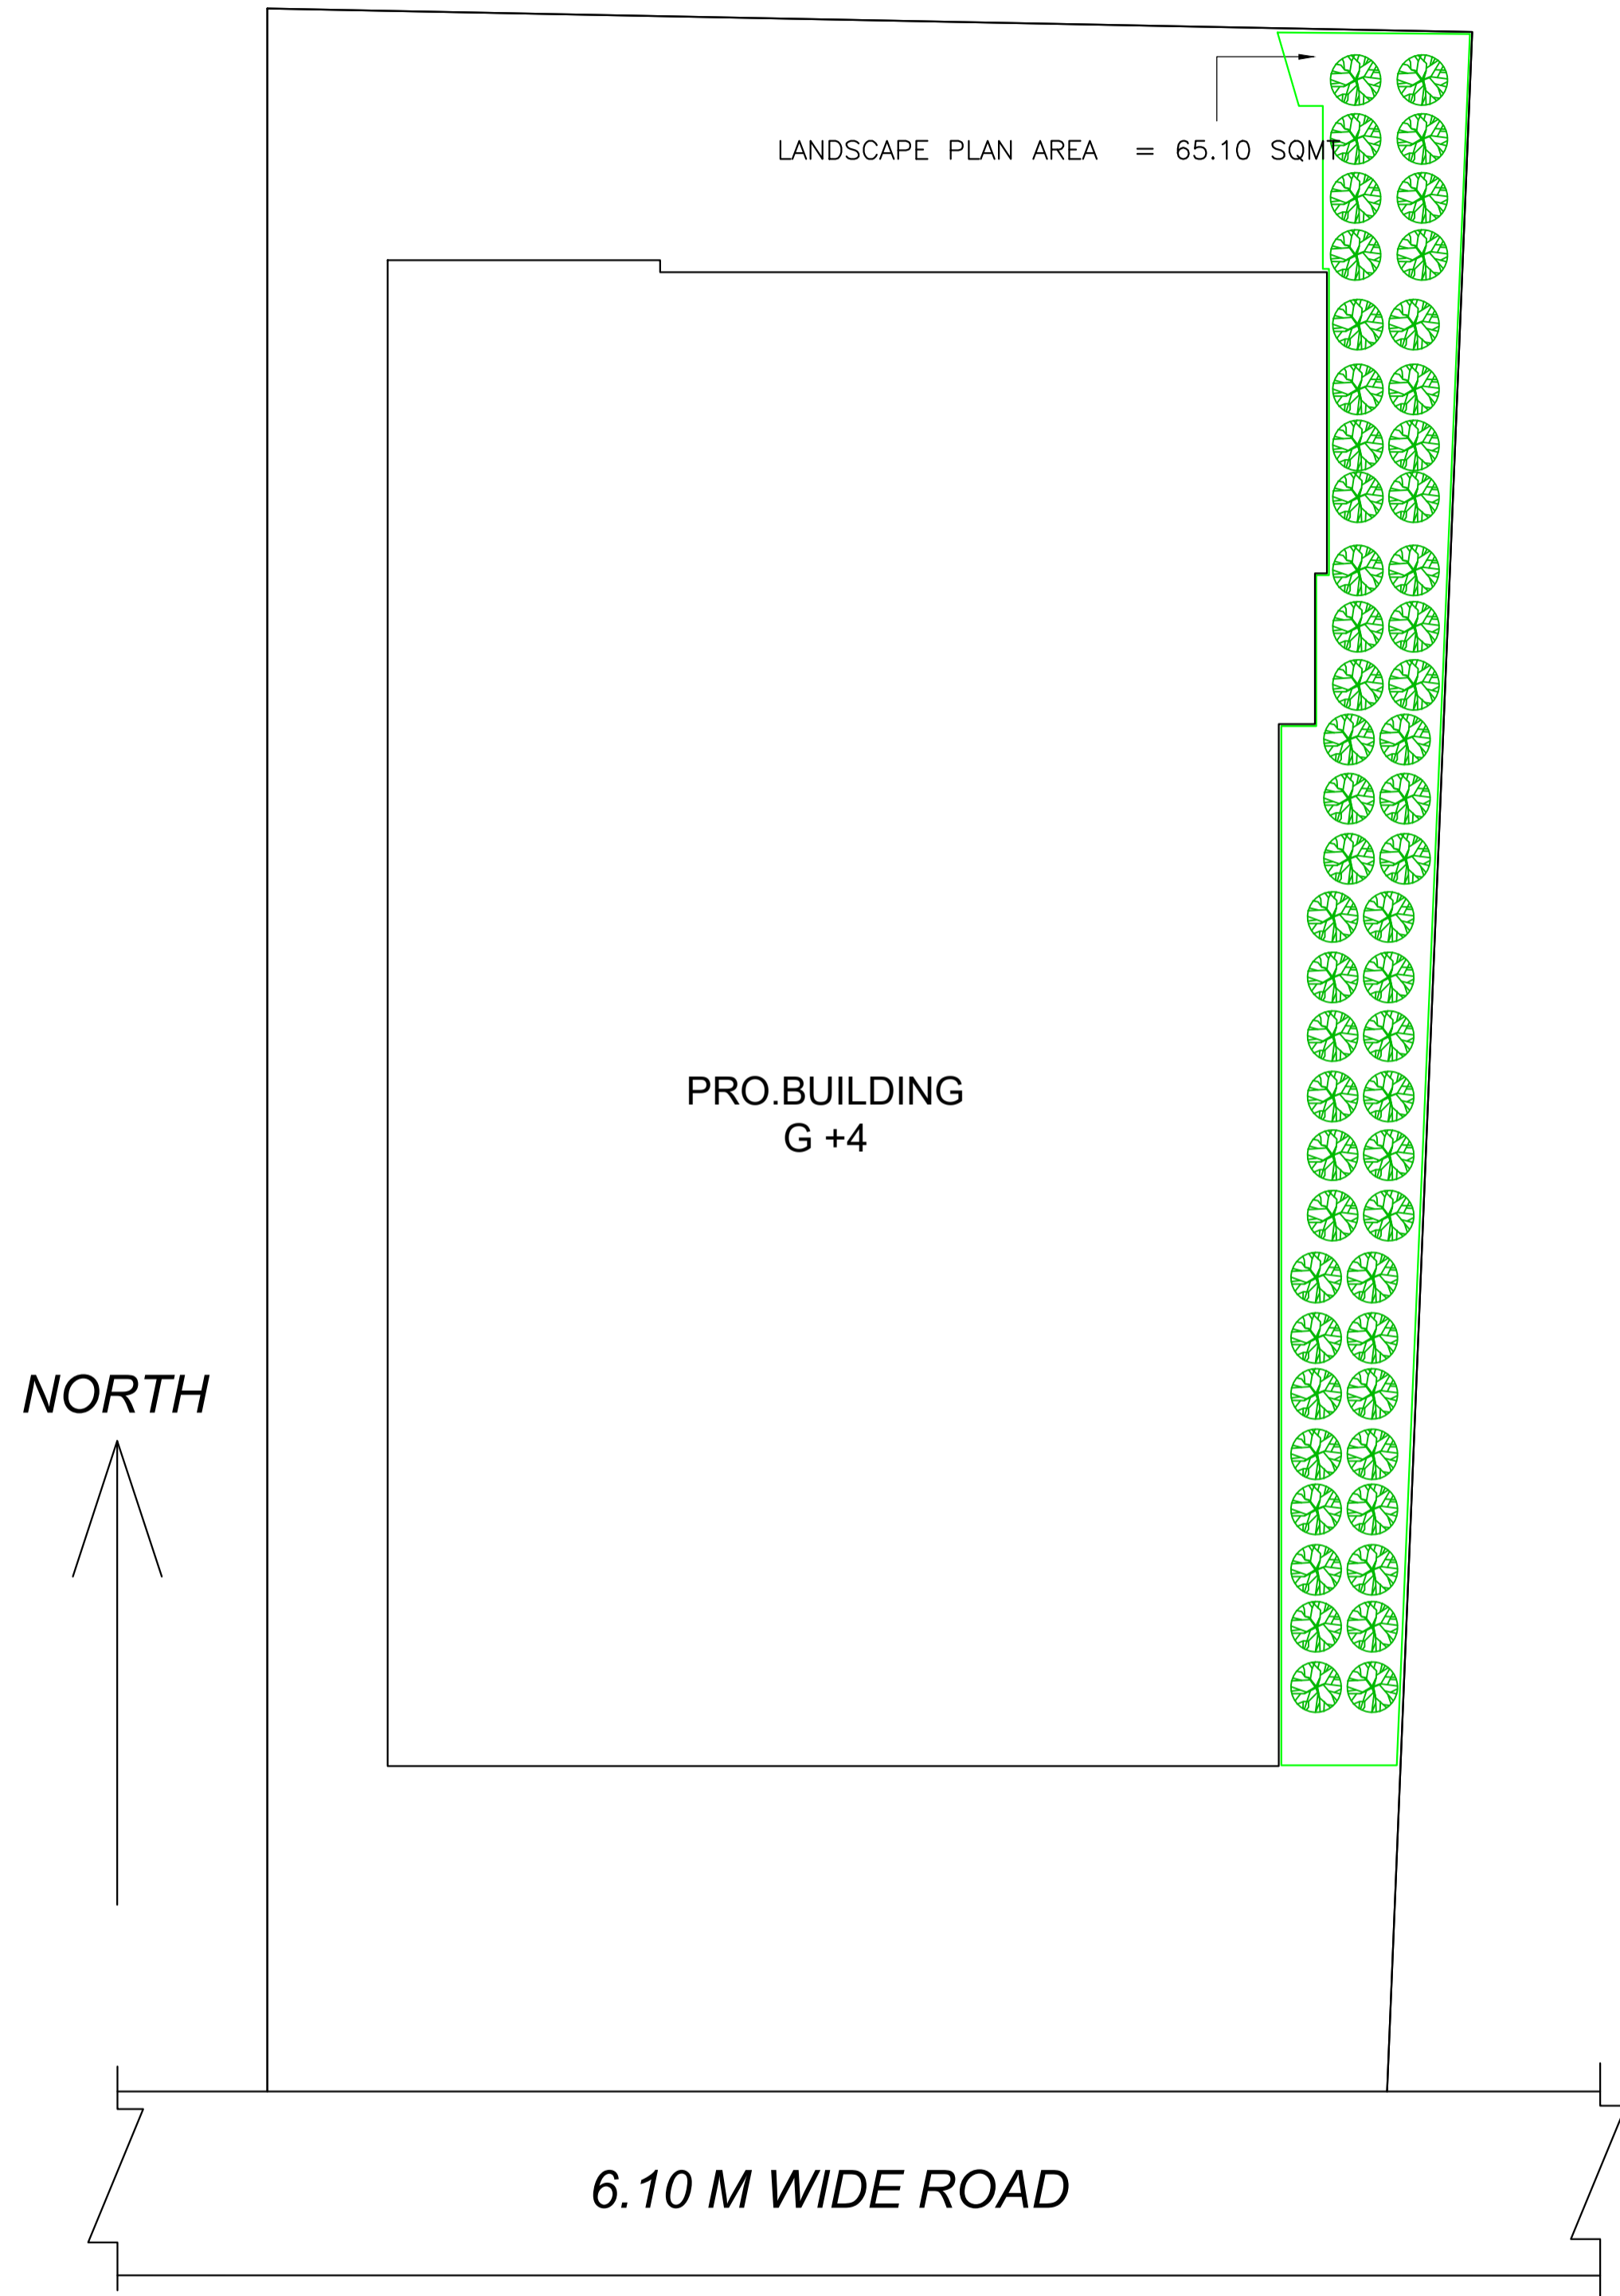 LANDSCAPE PLAN AREA = 65.10 SQMT
PRO.BUILDING
G +4
NORTH
6.10 M WIDE ROAD